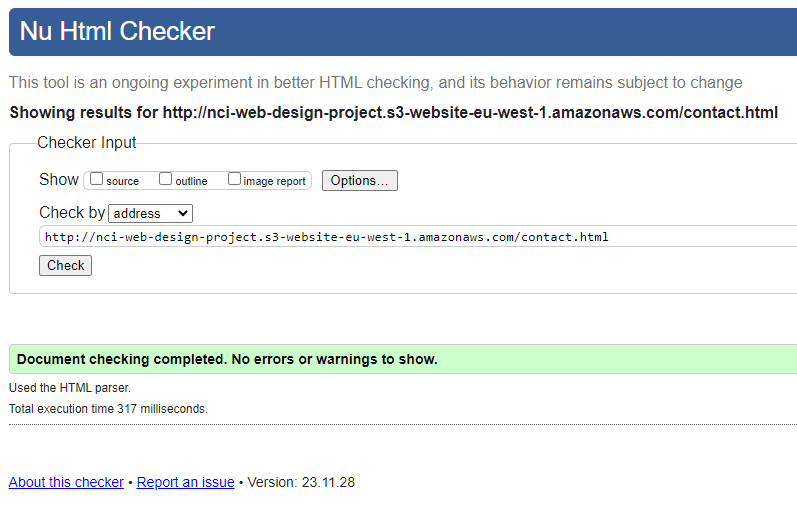 Nu Html Checker
This tool is an ongoing experiment in better HTML checking, and its behavior remains subject to change
Showing results for http://nci-web-design-project.s3-website-eu-west-1.amazonaws.com/contact.html
Checker Input
Show source outline image report Options...
Check by address
http://nci-web-design-project.s3-website-eu-west-1.amazonaws.com/contact.html
Check
Document checking completed. No errors or warnings to show.
Used the HTML parser.
Total execution time 317 milliseconds.
About this checker • Report an issue • Version: 23.11.28